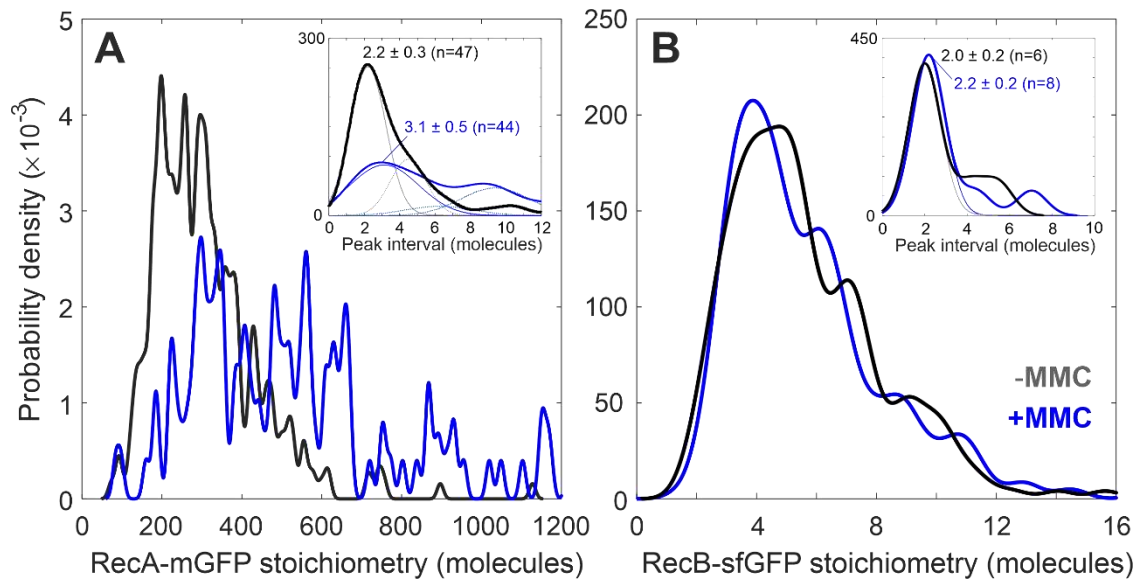 A
B
Probability density (× 10⁻³)
5
4
3
2
1
0
0 200 400 600 800 1000 1200
RecA-mGFP stoichiometry (molecules)
300
0
2.2 ± 0.3 (n=47)
3.1 ± 0.5 (n=44)
0 2 4 6 8 10 12
Peak interval (molecules)
250
200
150
100
50
0
0 4 8 12 16
RecB-sfGFP stoichiometry (molecules)
450
0
2.0 ± 0.2 (n=6)
2.2 ± 0.2 (n=8)
0 2 4 6 8 10
Peak interval (molecules)
-MMC
+MMC